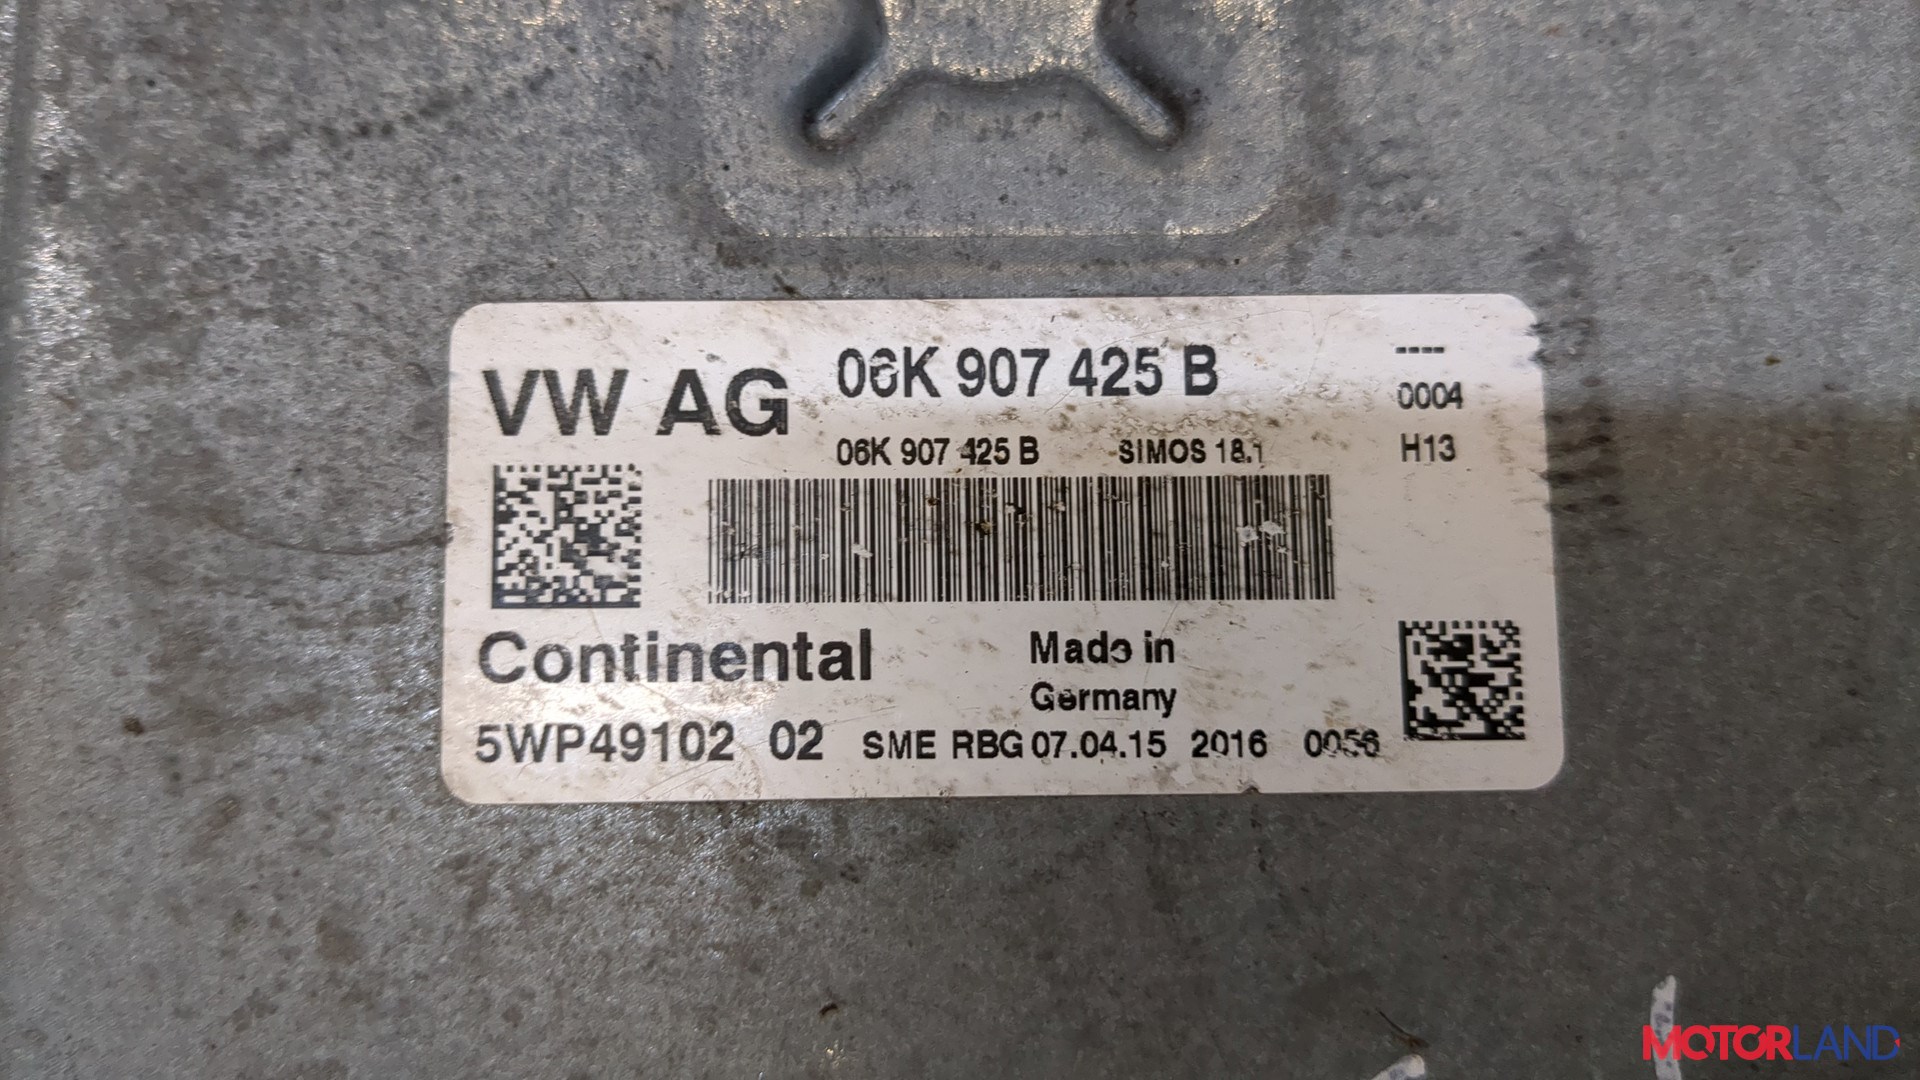 VW AG 06K 907 425 B ----
0004
06K 907 425 B SIMOS 18.1 H13
Continental Made in
Germany
5WP49102 02 SME RBG 07.04.15 2016 0056
MOTORLAND